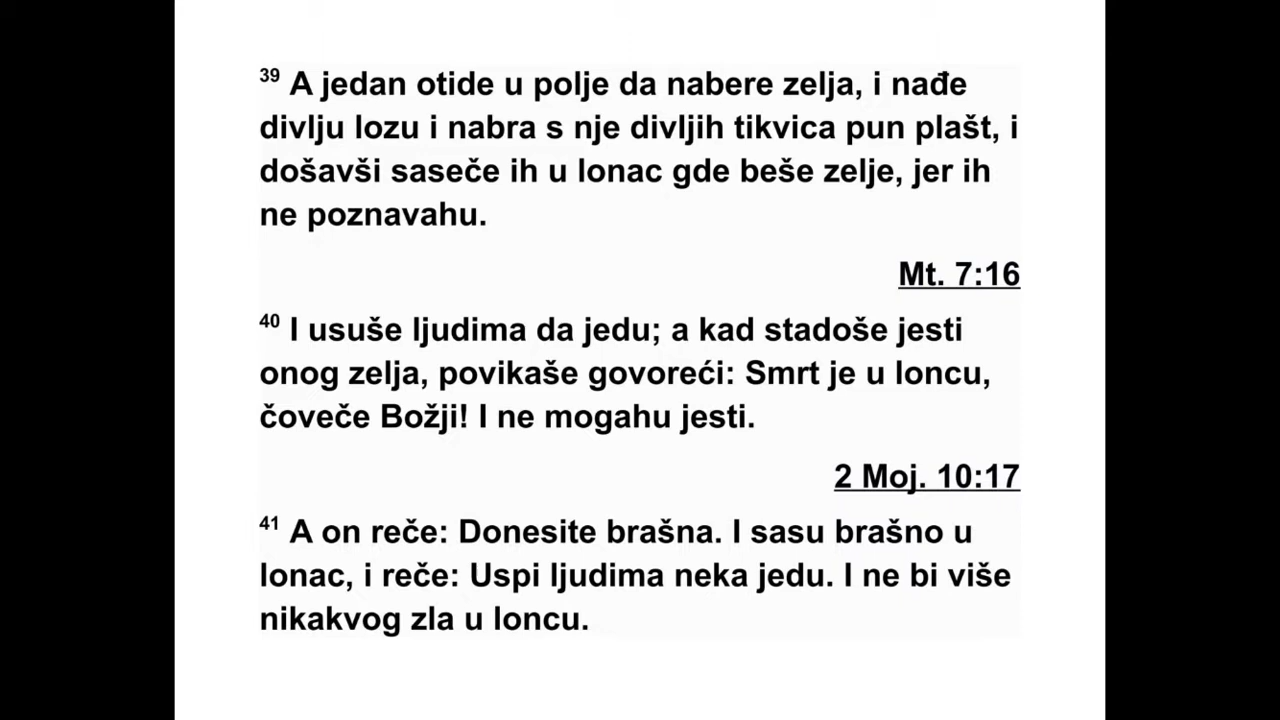 39 A jedan otide u polje da nabere zelja, i nađe
divlju lozu i nabra s nje divljih tikvica pun plašt, i
došavši saseče ih u lonac gde beše zelje, jer ih
ne poznavahu.
Mt. 7:16
40 I usuše ljudima da jedu; a kad stadoše jesti
onog zelja, povikaše govoreći: Smrt je u loncu,
čoveče Božji! I ne mogahu jesti.
2 Moj. 10:17
41 A on reče: Donesite brašna. I sasu brašno u
lonac, i reče: Uspi ljudima neka jedu. I ne bi više
nikakvog zla u loncu.